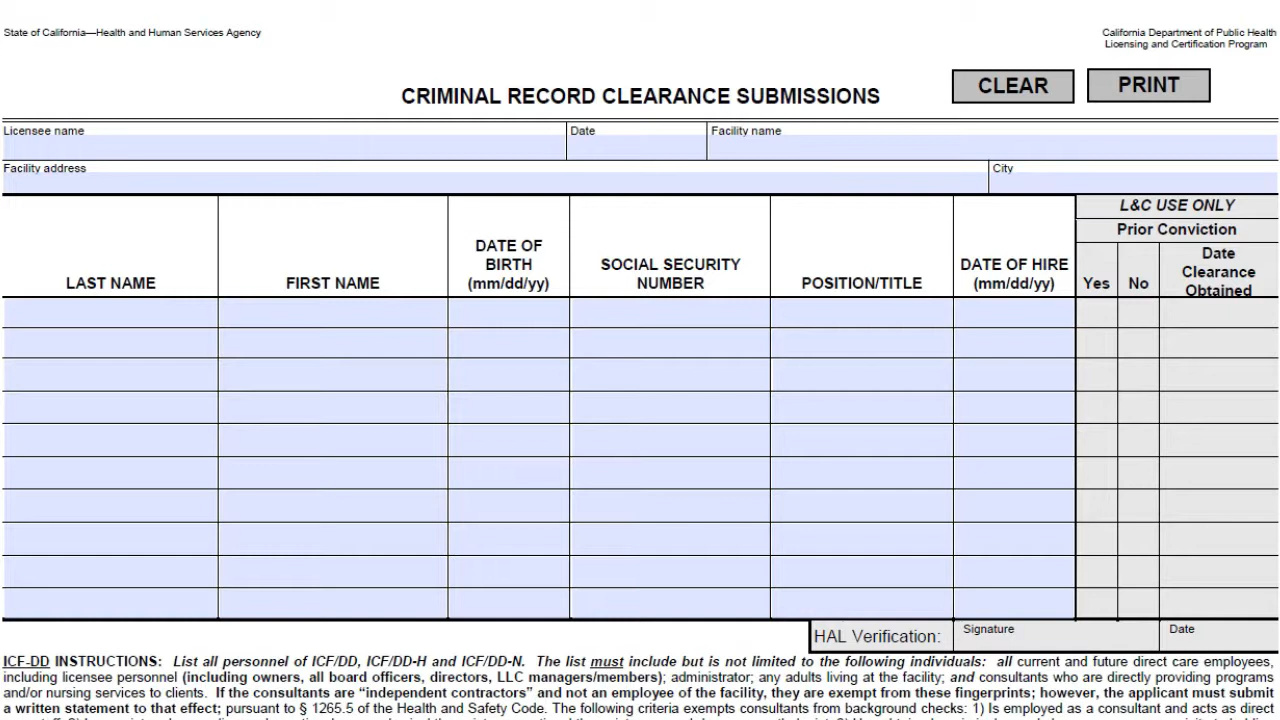 State of California—Health and Human Services Agency
California Department of Public Health
Licensing and Certification Program
CRIMINAL RECORD CLEARANCE SUBMISSIONS
CLEAR
PRINT
Licensee name
Date
Facility name
Facility address
City
LAST NAME
FIRST NAME
DATE OF
BIRTH
(mm/dd/yy)
SOCIAL SECURITY
NUMBER
POSITION/TITLE
DATE OF HIRE
(mm/dd/yy)
L&C USE ONLY
Prior Conviction
Yes
No
Date
Clearance
Obtained
HAL Verification:
Signature
Date
ICF-DD INSTRUCTIONS: List all personnel of ICF/DD, ICF/DD-H and ICF/DD-N. The list must include but is not limited to the following individuals: all current and future direct care employees,
including licensee personnel (including owners, all board officers, directors, LLC managers/members); administrator; any adults living at the facility; and consultants who are directly providing programs
and/or nursing services to clients. If the consultants are “independent contractors” and not an employee of the facility, they are exempt from these fingerprints; however, the applicant must submit
a written statement to that effect; pursuant to § 1265.5 of the Health and Safety Code. The following criteria exempts consultants from background checks: 1) Is employed as a consultant and acts as direct